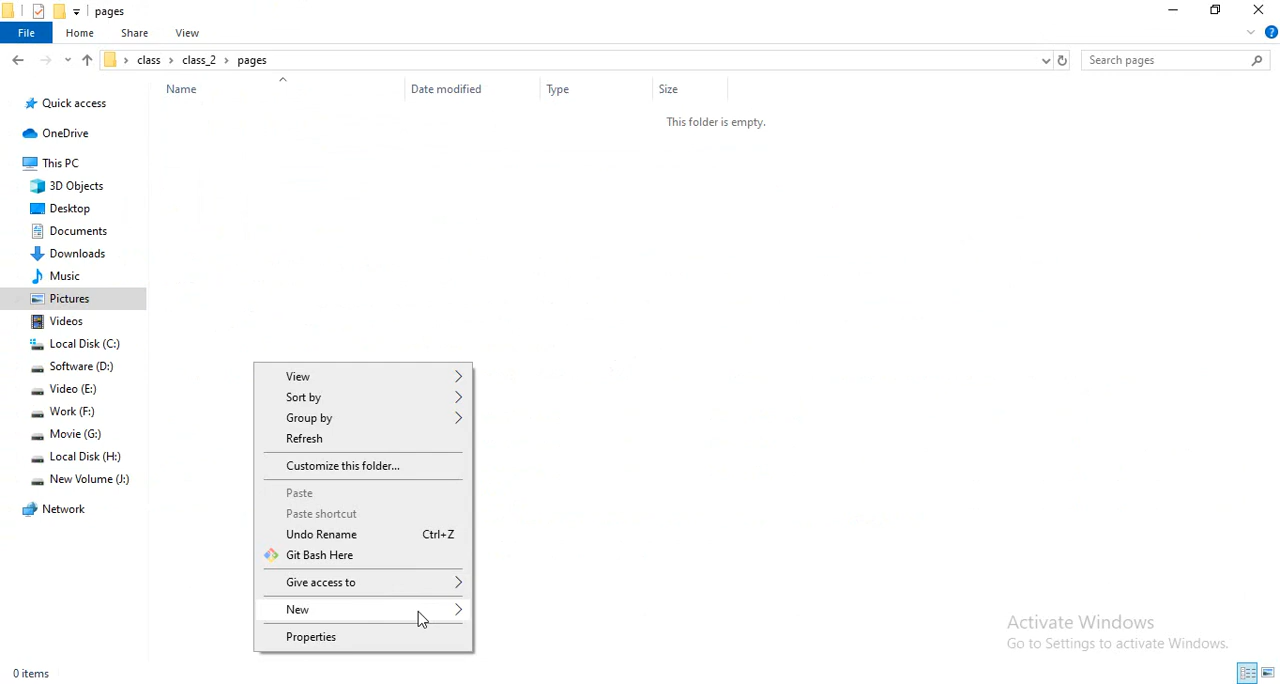 pages
File Home Share View
class class_2 pages Search pages
Name Date modified Type Size
This folder is empty.
Quick access
OneDrive
This PC
3D Objects
Desktop
Documents
Downloads
Music
Pictures
Videos
Local Disk (C:)
Software (D:)
Video (E:)
Work (F:)
Movie (G:)
Local Disk (H:)
New Volume (J:)
Network
View
Sort by
Group by
Refresh
Customize this folder...
Paste
Paste shortcut
Undo Rename Ctrl+Z
Git Bash Here
Give access to
New
Properties
Activate Windows
Go to Settings to activate Windows.
0 items